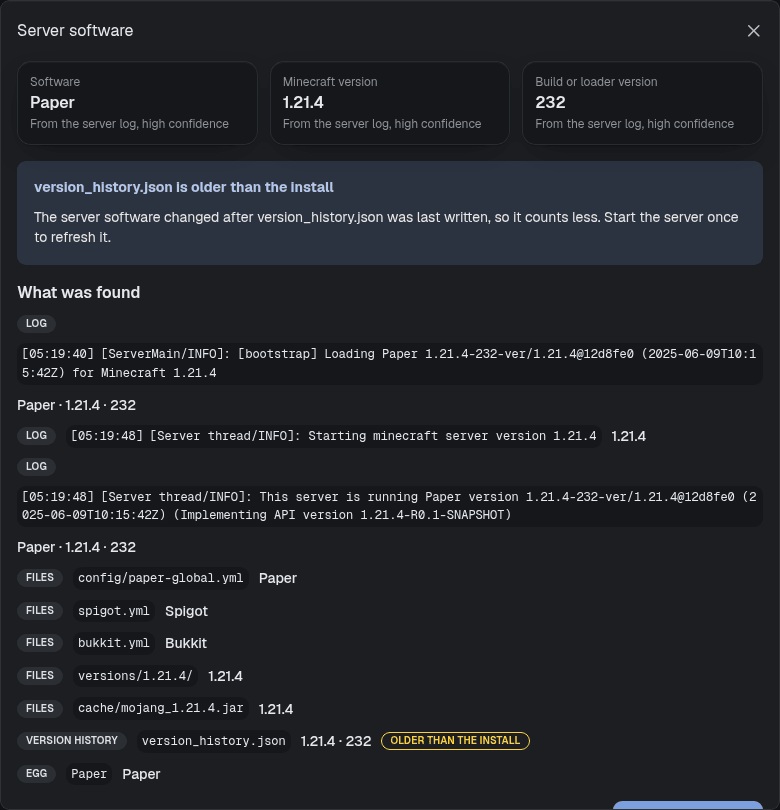 Server software
Software
Paper
From the server log, high confidence
Minecraft version
1.21.4
From the server log, high confidence
Build or loader version
232
From the server log, high confidence
version_history.json is older than the install
The server software changed after version_history.json was last written, so it counts less. Start the server once
to refresh it.
What was found
LOG
[05:19:40] [ServerMain/INFO]: [bootstrap] Loading Paper 1.21.4-232-ver/1.21.4@12d8fe0 (2025-06-09T10:1
5:42Z) for Minecraft 1.21.4
Paper · 1.21.4 · 232
LOG [05:19:48] [Server thread/INFO]: Starting minecraft server version 1.21.4 1.21.4
LOG
[05:19:48] [Server thread/INFO]: This server is running Paper version 1.21.4-232-ver/1.21.4@12d8fe0 (2
025-06-09T10:15:42Z) (Implementing API version 1.21.4-R0.1-SNAPSHOT)
Paper · 1.21.4 · 232
FILES config/paper-global.yml Paper
FILES spigot.yml Spigot
FILES bukkit.yml Bukkit
FILES versions/1.21.4/ 1.21.4
FILES cache/mojang_1.21.4.jar 1.21.4
VERSION HISTORY version_history.json 1.21.4 · 232 OLDER THAN THE INSTALL
EGG Paper Paper